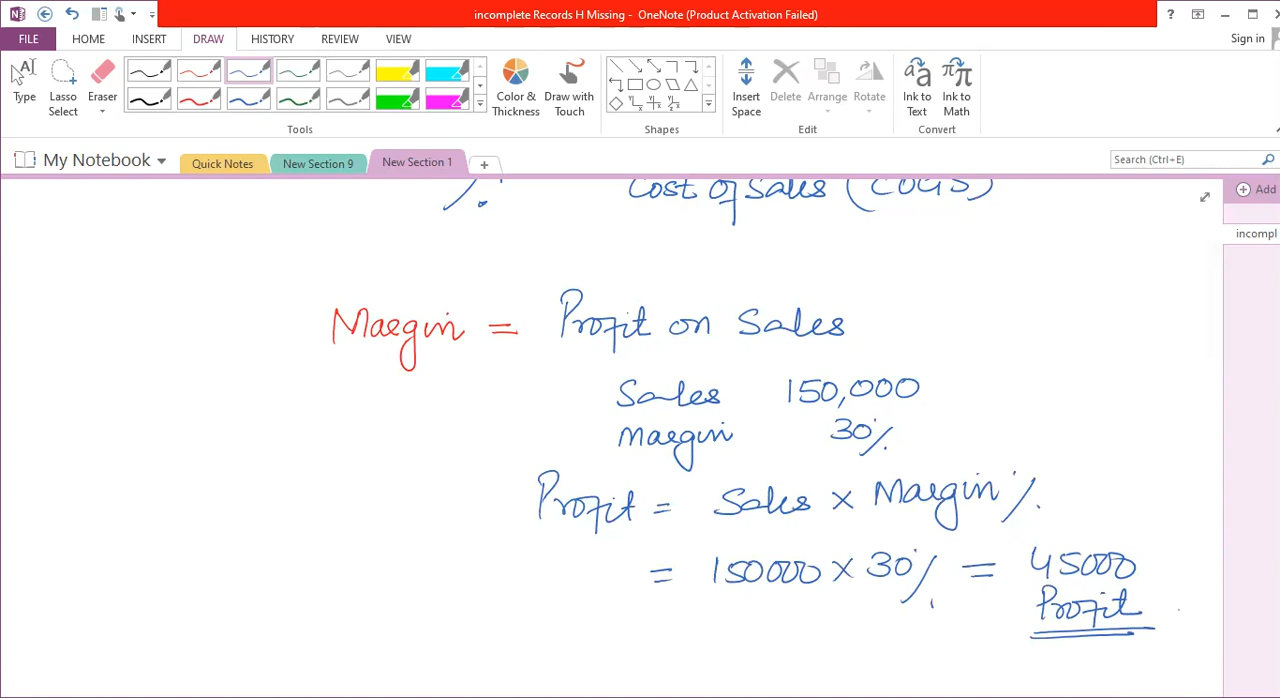 incomplete Records H Missing - OneNote (Product Activation Failed)
?
FILE HOME INSERT DRAW HISTORY REVIEW VIEW
Sign in
Type
Lasso Select
Eraser
Color & Thickness
Draw with Touch
Insert Space
Delete
Arrange
Rotate
Ink to Text
Ink to Math
Tools
Shapes
Edit
Convert
My Notebook
Quick Notes
New Section 9
New Section 1
Search (Ctrl+E)
Add
incompl
% Cost of Sales (COGS)
Margin = Profit on Sales
Sales 150,000
Margin 30%
Profit = Sales × Margin %.
= 150000 × 30% = 45000
Profit